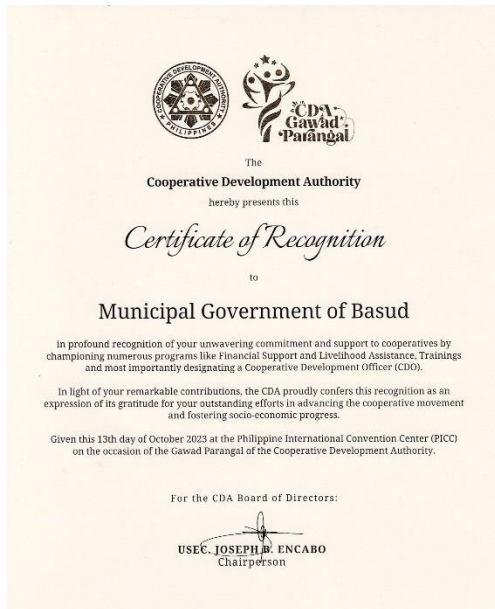 COOPERATIVE DEVELOPMENT AUTHORITY
PHILIPPINES
CDA
Gawad
Parangal
The
Cooperative Development Authority
hereby presents this
Certificate of Recognition
to
Municipal Government of Basud
in profound recognition of your unwavering commitment and support to cooperatives by
championing numerous programs like Financial Support and Livelihood Assistance, Trainings
and most importantly designating a Cooperative Development Officer (CDO).
In light of your remarkable contributions, the CDA proudly confers this recognition as an
expression of its gratitude for your outstanding efforts in advancing the cooperative movement
and fostering socio-economic progress.
Given this 13th day of October 2023 at the Philippine International Convention Center (PICC)
on the occasion of the Gawad Parangal of the Cooperative Development Authority.
For the CDA Board of Directors:
USEC. JOSEPH B. ENCABO
Chairperson